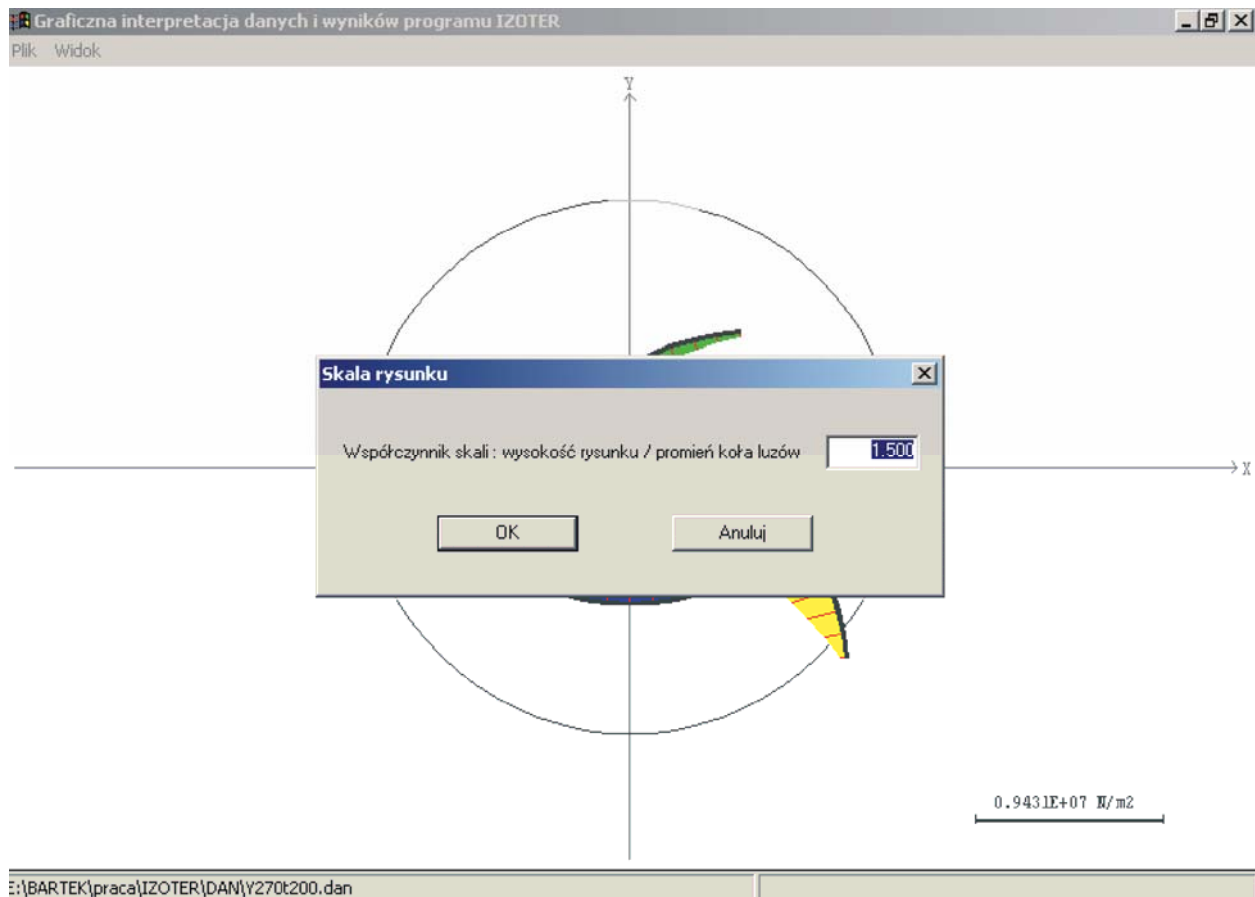 Graficzna interpretacja danych i wyników programu IZOTER
Plik Widok
Y
Skala rysunku
Współczynnik skali : wysokość rysunku / promień koła luzów 1.500
OK Anuluj
X
0.9431E+07 N/m2
E:\BARTEK\praca\IZOTER\DAN\Y270t200.dan